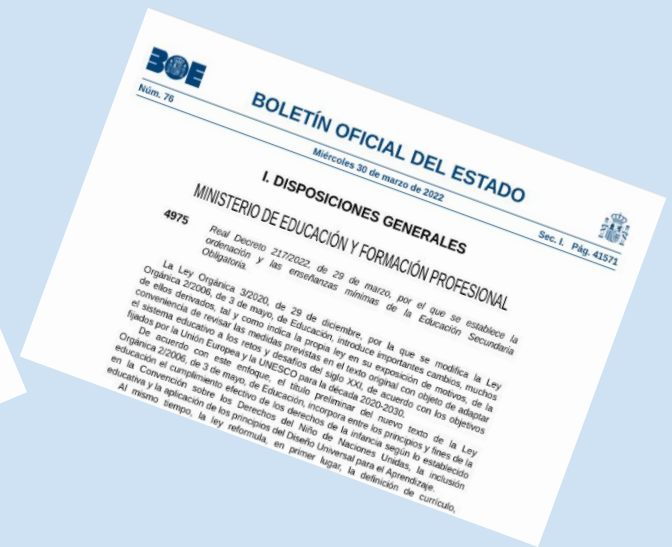 BOE
BOLETÍN OFICIAL DEL ESTADO
Núm. 76
Miércoles 30 de marzo de 2022
Sec. I. Pág. 41571
I. DISPOSICIONES GENERALES
MINISTERIO DE EDUCACIÓN Y FORMACIÓN PROFESIONAL
4975
Real Decreto 217/2022, de 29 de marzo, por el que se establece la
ordenación y las enseñanzas mínimas de la Educación Secundaria
Obligatoria.
La Ley Orgánica 3/2020, de 29 de diciembre, por la que se modifica la Ley
Orgánica 2/2006, de 3 de mayo, de Educación, introduce importantes cambios, muchos
de ellos derivados, tal y como indica la propia ley en su exposición de motivos, de la
conveniencia de revisar las medidas previstas en el texto original con objeto de adaptar
el sistema educativo a los retos y desafíos del siglo XXI, de acuerdo con los objetivos
fijados por la Unión Europea y la UNESCO para la década 2020-2030.
De acuerdo con este enfoque, el título preliminar del nuevo texto de la Ley
Orgánica 2/2006, de 3 de mayo, de Educación, incorpora entre los principios y fines de la
educación el cumplimiento efectivo de los derechos de la infancia según lo establecido
en la Convención sobre los Derechos del Niño de Naciones Unidas, la inclusión
educativa y la aplicación de los principios del Diseño Universal para el Aprendizaje.
Al mismo tiempo, la ley reformula, en primer lugar, la definición de currículo,